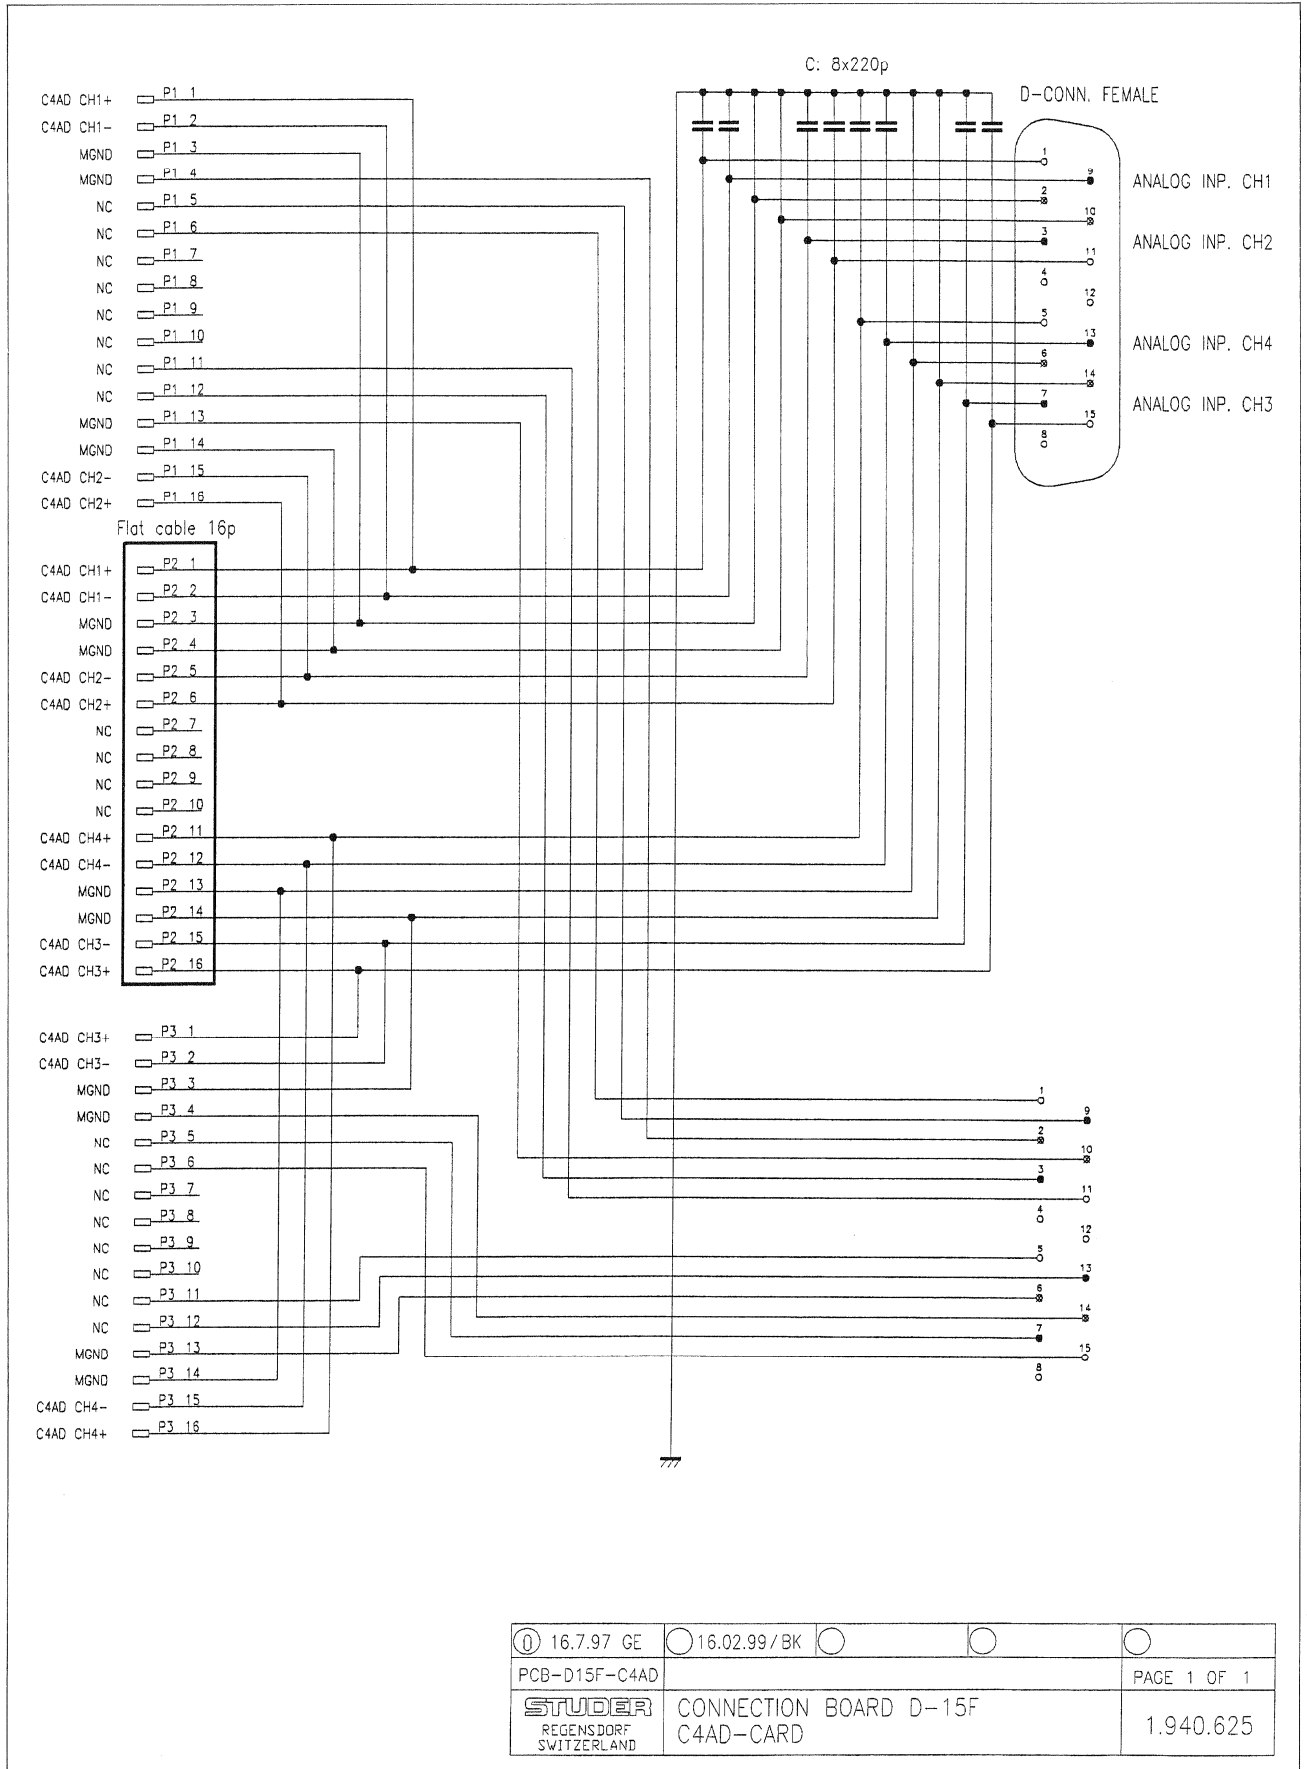 C: 8x220p
D-CONN. FEMALE
C4AD CH1+ P1 1
C4AD CH1- P1 2
MGND P1 3
MGND P1 4
NC P1 5
NC P1 6
NC P1 7
NC P1 8
NC P1 9
NC P1 10
NC P1 11
NC P1 12
MGND P1 13
MGND P1 14
C4AD CH2- P1 15
C4AD CH2+ P1 16
1
9 ANALOG INP. CH1
2
10
3 ANALOG INP. CH2
11
4
12
5
13 ANALOG INP. CH4
6
14
7 ANALOG INP. CH3
15
8
Flat cable 16p
C4AD CH1+ P2 1
C4AD CH1- P2 2
MGND P2 3
MGND P2 4
C4AD CH2- P2 5
C4AD CH2+ P2 6
NC P2 7
NC P2 8
NC P2 9
NC P2 10
C4AD CH4+ P2 11
C4AD CH4- P2 12
MGND P2 13
MGND P2 14
C4AD CH3- P2 15
C4AD CH3+ P2 16
C4AD CH3+ P3 1
C4AD CH3- P3 2
MGND P3 3
MGND P3 4
NC P3 5
NC P3 6
NC P3 7
NC P3 8
NC P3 9
NC P3 10
NC P3 11
NC P3 12
MGND P3 13
MGND P3 14
C4AD CH4- P3 15
C4AD CH4+ P3 16
1
9
2
10
3
11
4
12
5
13
6
14
7
15
8
0 16.7.97 GE 16.02.99/BK
PCB-D15F-C4AD PAGE 1 OF 1
STUDER
REGENSDORF
SWITZERLAND
CONNECTION BOARD D-15F
C4AD-CARD
1.940.625